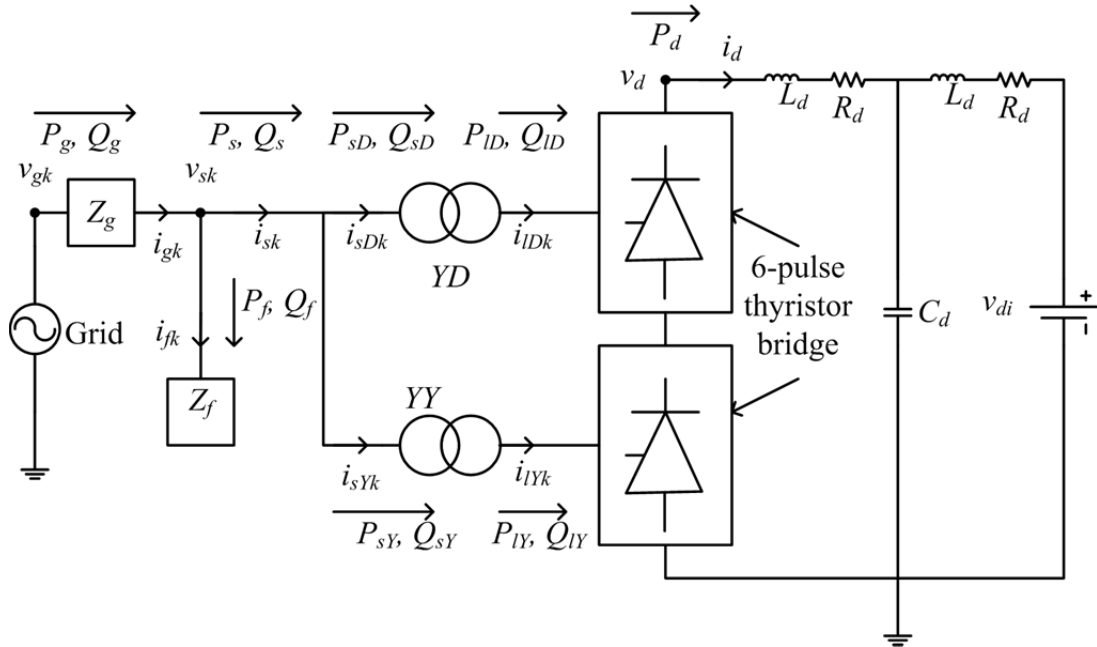 P_d
i_d
v_d
L_d
R_d
L_d
R_d
P_g, Q_g
P_s, Q_s
P_sD, Q_sD
P_lD, Q_lD
v_gk
v_sk
Z_g
i_gk
i_sk
i_sDk
i_lDk
YD
6-pulse
thyristor
bridge
P_f, Q_f
Grid
i_fk
C_d
v_di
+
-
Z_f
YY
i_sYk
i_lYk
P_sY, Q_sY
P_lY, Q_lY